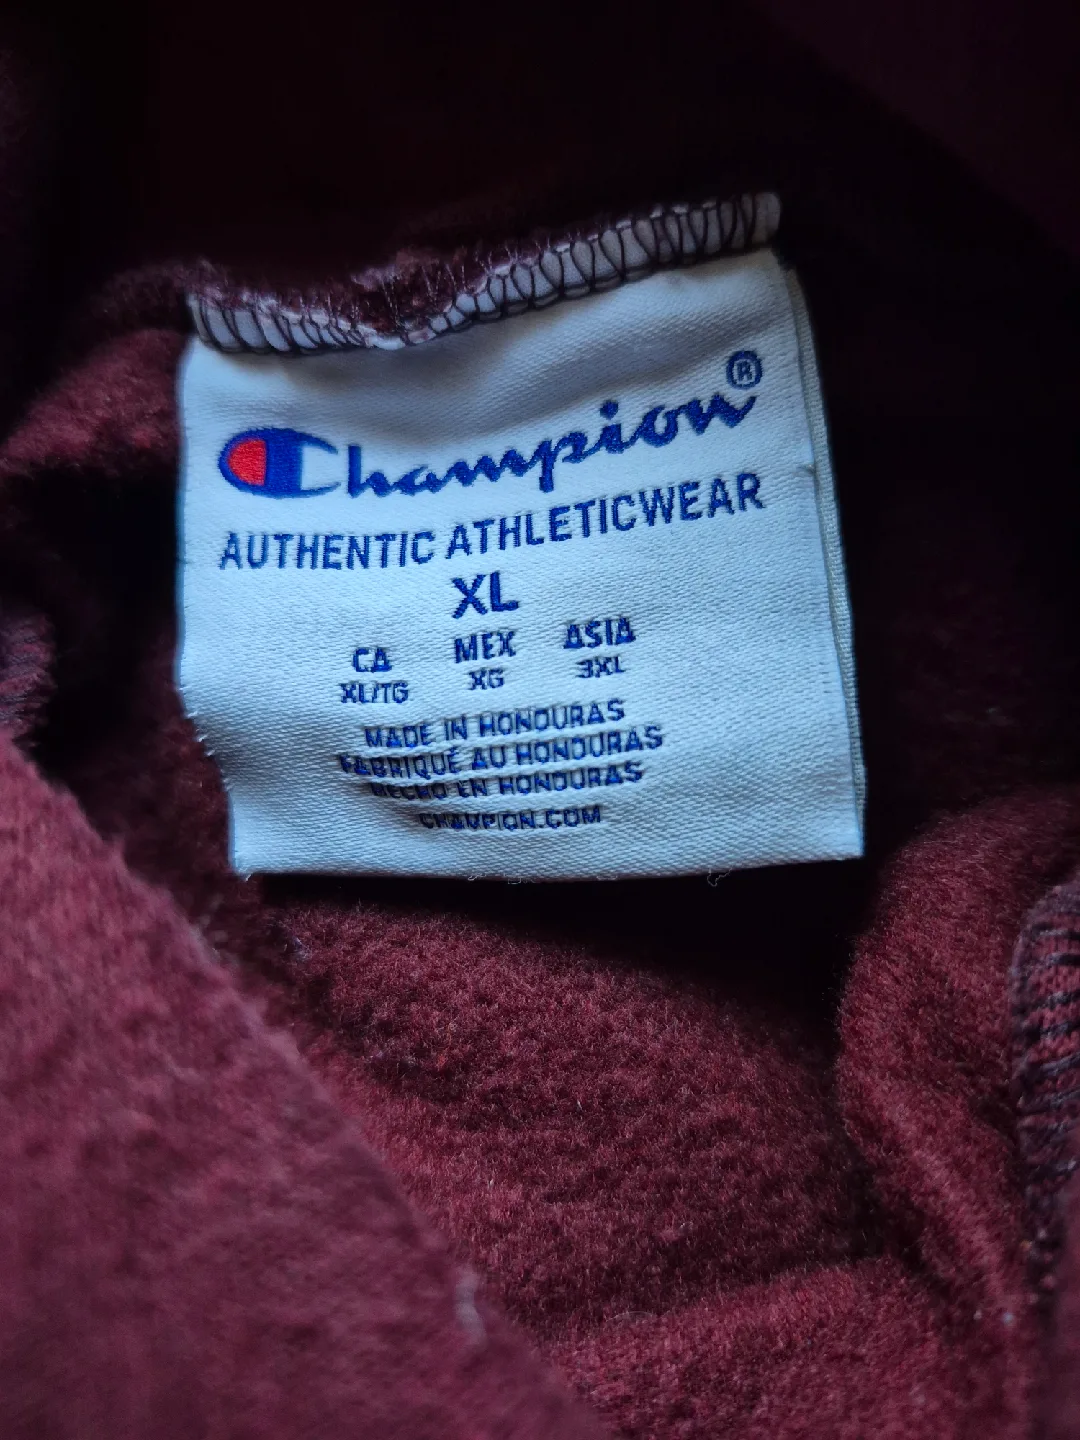 Champion®
AUTHENTIC ATHLETICWEAR
XL
CA MEX ASIA
XL/TG XG 3XL
MADE IN HONDURAS
FABRIQUÉ AU HONDURAS
HECHO EN HONDURAS
CHAMPION.COM